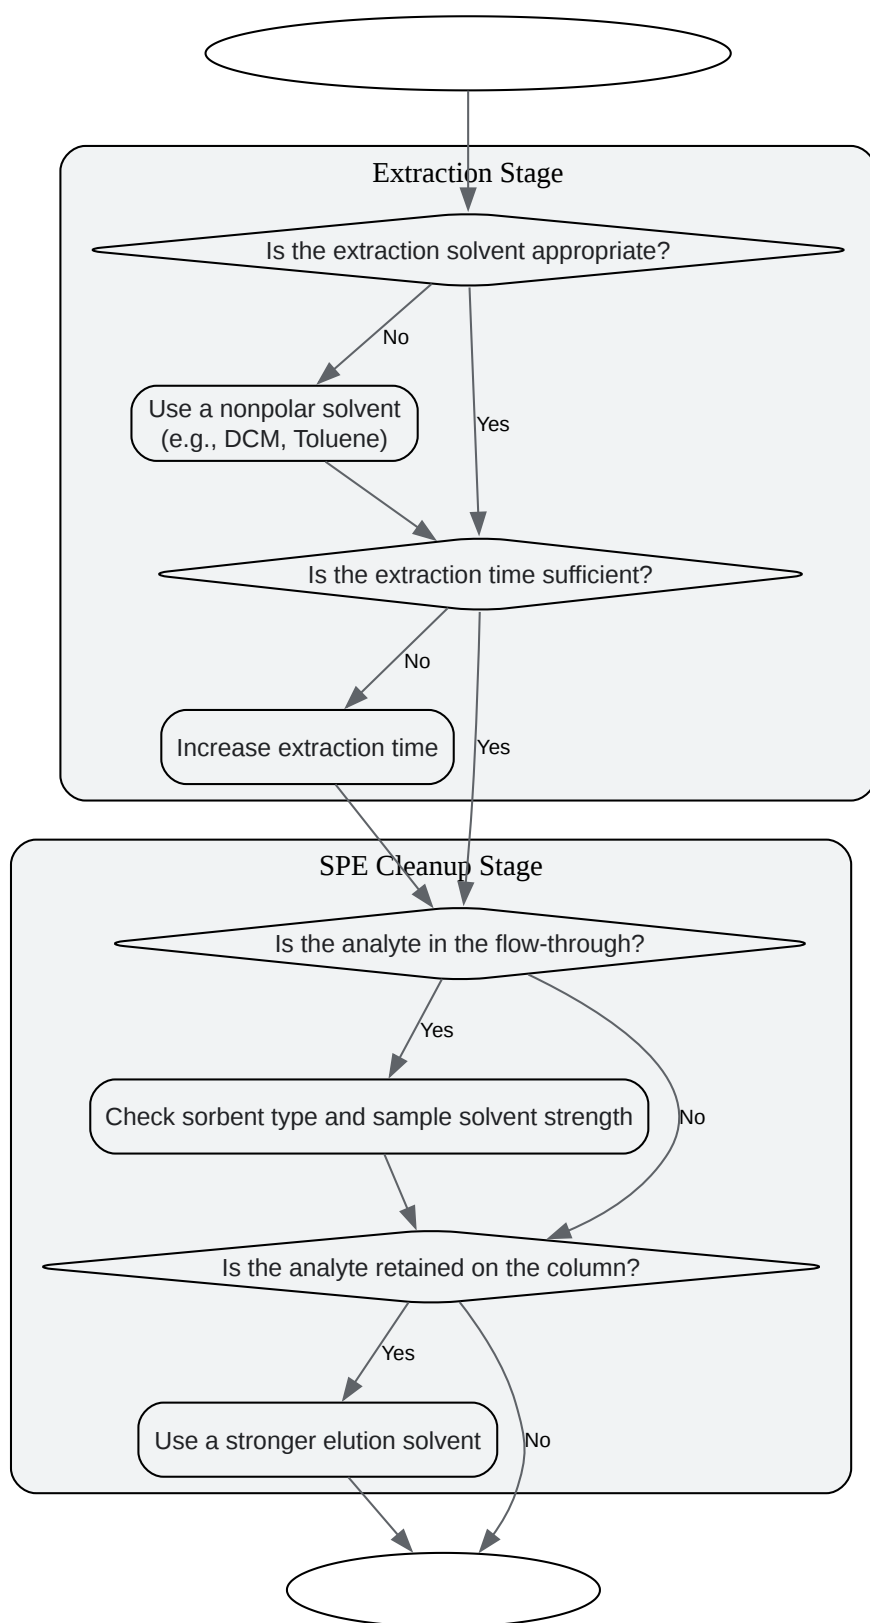 Extraction Stage
Is the extraction solvent appropriate?
No
Use a nonpolar solvent
(e.g., DCM, Toluene)
Yes
Is the extraction time sufficient?
No
Increase extraction time
Yes
SPE Cleanup Stage
Is the analyte in the flow-through?
Yes
Check sorbent type and sample solvent strength
No
Is the analyte retained on the column?
Yes
Use a stronger elution solvent
No